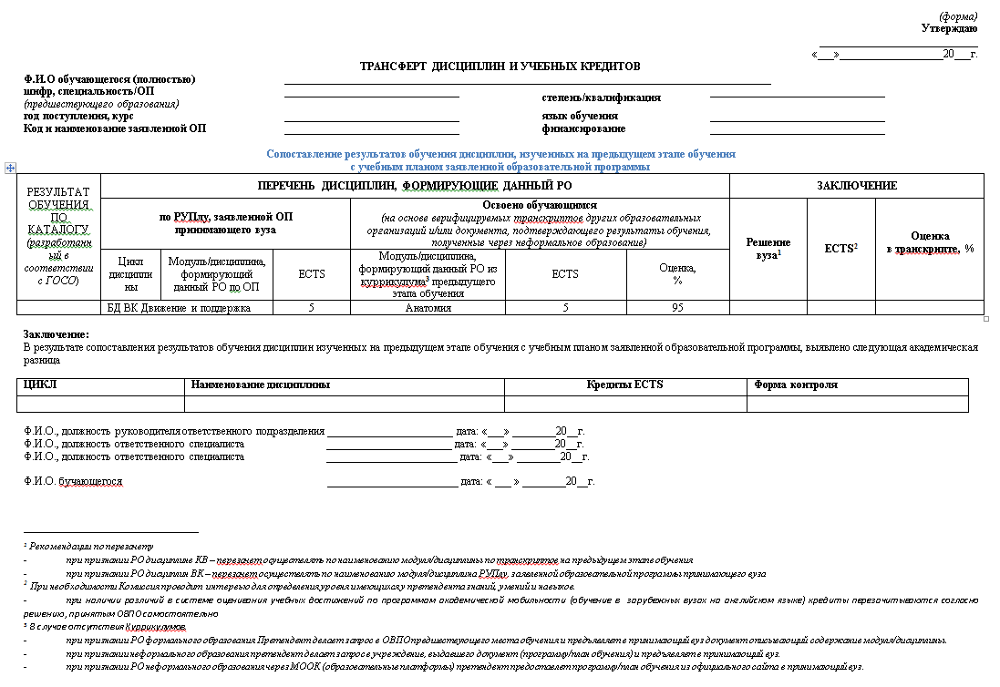 (форма)
Утверждаю
«___»___________________20___г.
ТРАНСФЕРТ ДИСЦИПЛИН И УЧЕБНЫХ КРЕДИТОВ
Ф.И.О обучающегося (полностью)
шифр, специальность/ОП
(предшествующего образования)
степень/квалификация
год поступления, курс
язык обучения
Код и наименование заявленной ОП
финансирование
Сопоставление результатов обучения дисциплин, изученных на предыдущем этапе обучения
с учебным планом заявленной образовательной программы
РЕЗУЛЬТАТ
ОБУЧЕНИЯ
ПО
КАТАЛОГУ
(разработанн
ый в
соответствии
с ГОСО)
ПЕРЕЧЕНЬ ДИСЦИПЛИН, ФОРМИРУЮЩИЕ ДАННЫЙ РО
ЗАКЛЮЧЕНИЕ
по РУПлу, заявленной ОП
принимающего вуза
Освоено обучающимся
(на основе верифицируемых транскриптов других образовательных
организаций и/или документа, подтверждающего результаты обучения,
полученные через неформальное образование)
Решение
вуза1
ECTS2
Оценка
в транскрипте, %
Цикл
дисципли
ны
Модуль/дисциплина,
формирующий
данный РО по ОП
ECTS
Модуль/дисциплина,
формирующий данный РО из
куррикулума3 предыдущего
этапа обучения
ECTS
Оценка,
%
БД ВК Движение и поддержка 5 Анатомия 5 95
Заключение:
В результате сопоставления результатов обучения дисциплин изученных на предыдущем этапе обучения с учебным планом заявленной образовательной программы, выявлено следующая академическая
разница
ЦИКЛ Наименование дисциплины Кредиты ECTS Форма контроля
Ф.И.О., должность руководителя ответственного подразделения ______________________ дата: «___» ________20__г.
Ф.И.О., должность ответственного специалиста ______________________ дата: «___» ________20__г.
Ф.И.О., должность ответственного специалиста ______________________ дата: «___» ________20__г.
Ф.И.О. бучающегося ______________________ дата: « ___ » ________20__г.
1 Рекомендации по перезачету
- при признании РО дисциплине КВ – перезачет осуществлять по наименованию модуля/дисциплины по транскриптов на предыдущем этапе обучения
- при признании РО дисциплин ВК – перезачет осуществлять по наименованию модуля/дисциплина РУПлу, заявленной образовательной программы принимающего вуза
2 При необходимости Комиссия проводит интервью для определения уровня имеющихся у претендента знаний, умений и навыков.
- при наличии различий в системе оценивания учебных достижений по программам академической мобильности (обучение в зарубежных вузах на английском языке) кредиты перезачитываются согласно
решению, принятым ОВПО самостоятельно
3 В случае отсутствия Куррикулумов
- при признании РО формального образования Претендент делает запрос в ОВПО предшествующего места обучения и предъявляет в принимающий вуз документ описывающий содержание модуля/дисциплины.
- при признании неформального образования претендент делает запрос в учреждение, выдавшего документ (программу/план обучения) и предъявляет в принимающий вуз.
- при признании РО неформального образования через МООК (образовательные платформы) претендент предоставляет программу/план обучения из официального сайта в принимающий вуз.